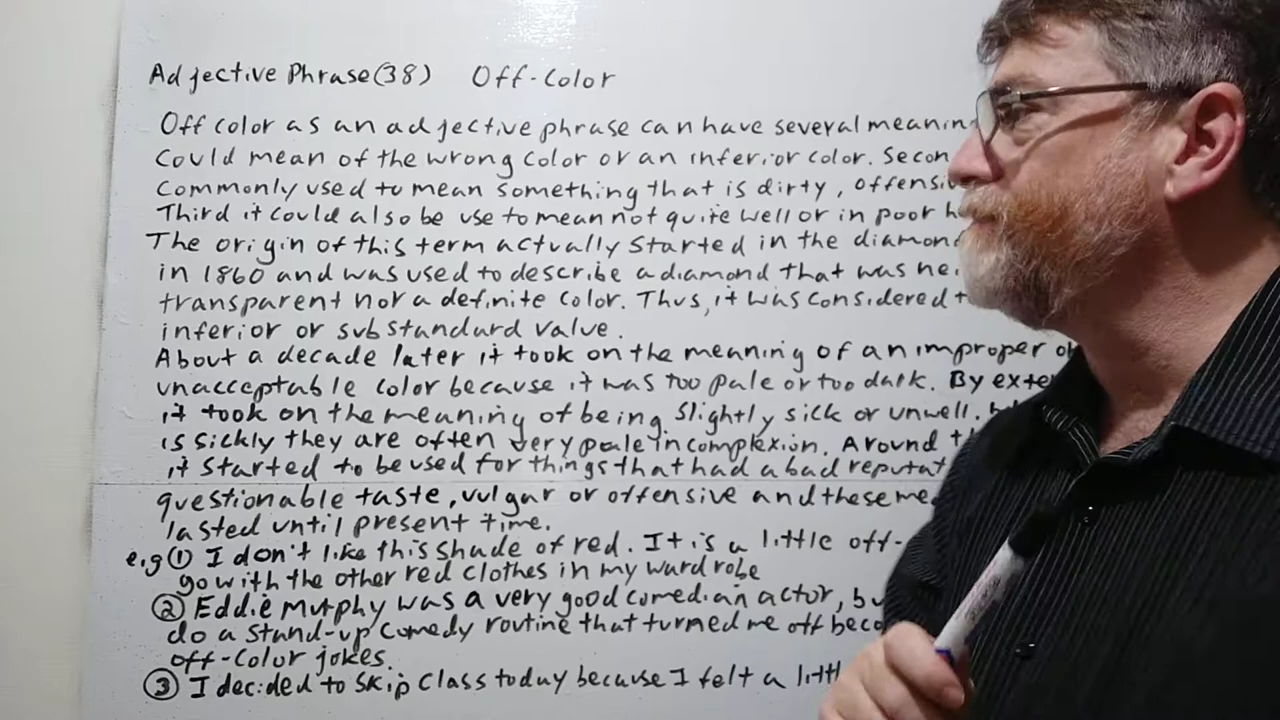 Adjective Phrase(38) Off-Color
Off color as an adjective phrase can have several meanin
Could mean of the wrong color or an inferior color. Secon
Commonly used to mean something that is dirty, offensiv
Third it could also be use to mean not quite well or in poor h
The origin of this term actually started in the diamond
in 1860 and was used to describe a diamond that was nei
transparent nor a definite color. Thus, it was considered t
inferior or substandard value.
About a decade later it took on the meaning of an improper or
unacceptable color because it was too pale or too dark. By exte
it took on the meaning of being slightly sick or unwell.
is sickly they are often very pale in complexion. Around th
it started to be used for things that had a bad reputat
questionable taste, vulgar or offensive and these me
lasted until present time.
e.g ① I don't like this shade of red. It is a little off-
go with the other red clothes in my wardrobe
② Eddie Murphy was a very good comedian actor, bu
do a stand-up comedy routine that turned me off beca
off-color jokes.
③ I decided to skip class today because I felt a littl